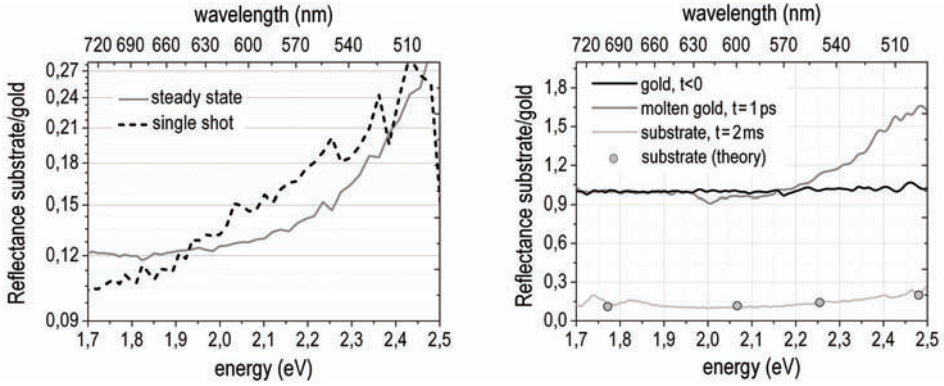 wavelength (nm)
720 690 660 630 600 570 540 510
0,27
0,24
0,21
0,18
0,15
0,12
0,09
Reflectance substrate/gold
steady state
single shot
1,7 1,8 1,9 2,0 2,1 2,2 2,3 2,4 2,5
energy (eV)
wavelength (nm)
720 690 660 630 600 570 540 510
1,8
1,5
1,2
0,9
0,6
0,3
0,0
Reflectance substrate/gold
gold, t<0
molten gold, t=1ps
substrate, t=2ms
substrate (theory)
1,7 1,8 1,9 2,0 2,1 2,2 2,3 2,4 2,5
energy (eV)